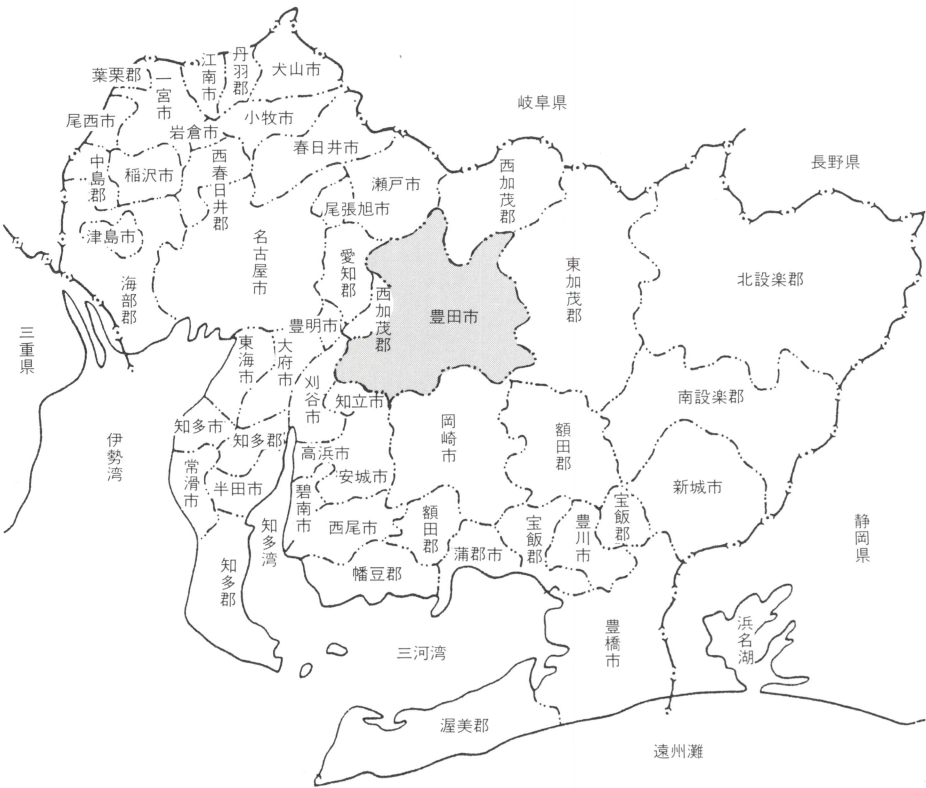 葉栗郡
一宮市
江南市
丹羽郡
犬山市
岐阜県
尾西市
岩倉市
小牧市
長野県
中島郡
稲沢市
西春日井郡
春日井市
瀬戸市
西加茂郡
尾張旭市
津島市
名古屋市
愛知郡
海部郡
西加茂郡
豊田市
東加茂郡
北設楽郡
三重県
豊明市
東海市
大府市
刈谷市
知立市
南設楽郡
岡崎市
額田郡
知多市
知多郡
伊勢湾
高浜市
常滑市
半田市
安城市
碧南市
新城市
西尾市
額田郡
宝飯郡
豊川市
宝飯郡
静岡県
知多湾
蒲郡市
幡豆郡
知多郡
豊橋市
浜名湖
三河湾
渥美郡
遠州灘